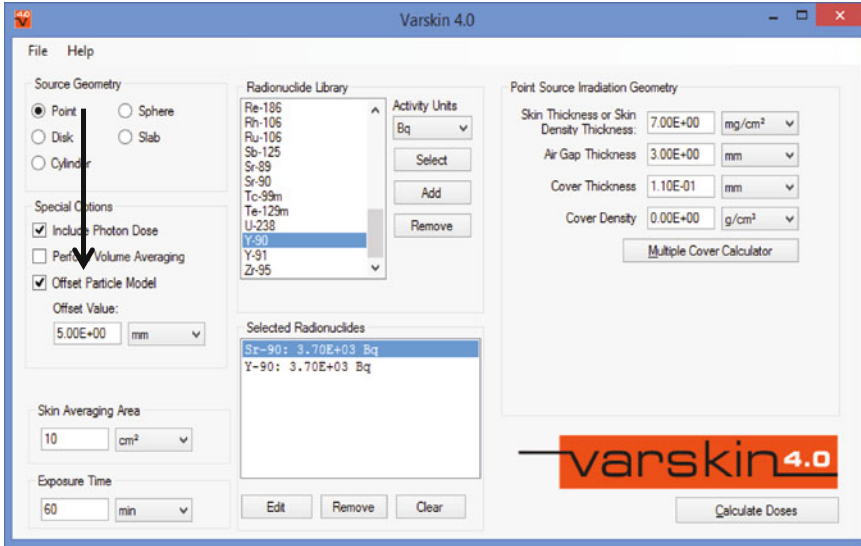 Varskin 4.0
File Help
Source Geometry
Point
Sphere
Disk
Slab
Cylinder
Special Options
Include Photon Dose
Perform Volume Averaging
Offset Particle Model
Offset Value:
5.00E+00 mm
Skin Averaging Area
10 cm²
Exposure Time
60 min
Radionuclide Library
Re-186
Rh-106
Ru-106
Sb-125
Sr-89
Sr-90
Tc-99m
Te-129m
U-238
Y-90
Y-91
Zr-95
Activity Units
Bq
Select
Add
Remove
Selected Radionuclides
Sr-90: 3.70E+03 Bq
Y-90: 3.70E+03 Bq
Edit Remove Clear
Point Source Irradiation Geometry
Skin Thickness or Skin
Density Thickness: 7.00E+00 mg/cm²
Air Gap Thickness 3.00E+00 mm
Cover Thickness 1.10E-01 mm
Cover Density 0.00E+00 g/cm³
Multiple Cover Calculator
varskin 4.0
Calculate Doses